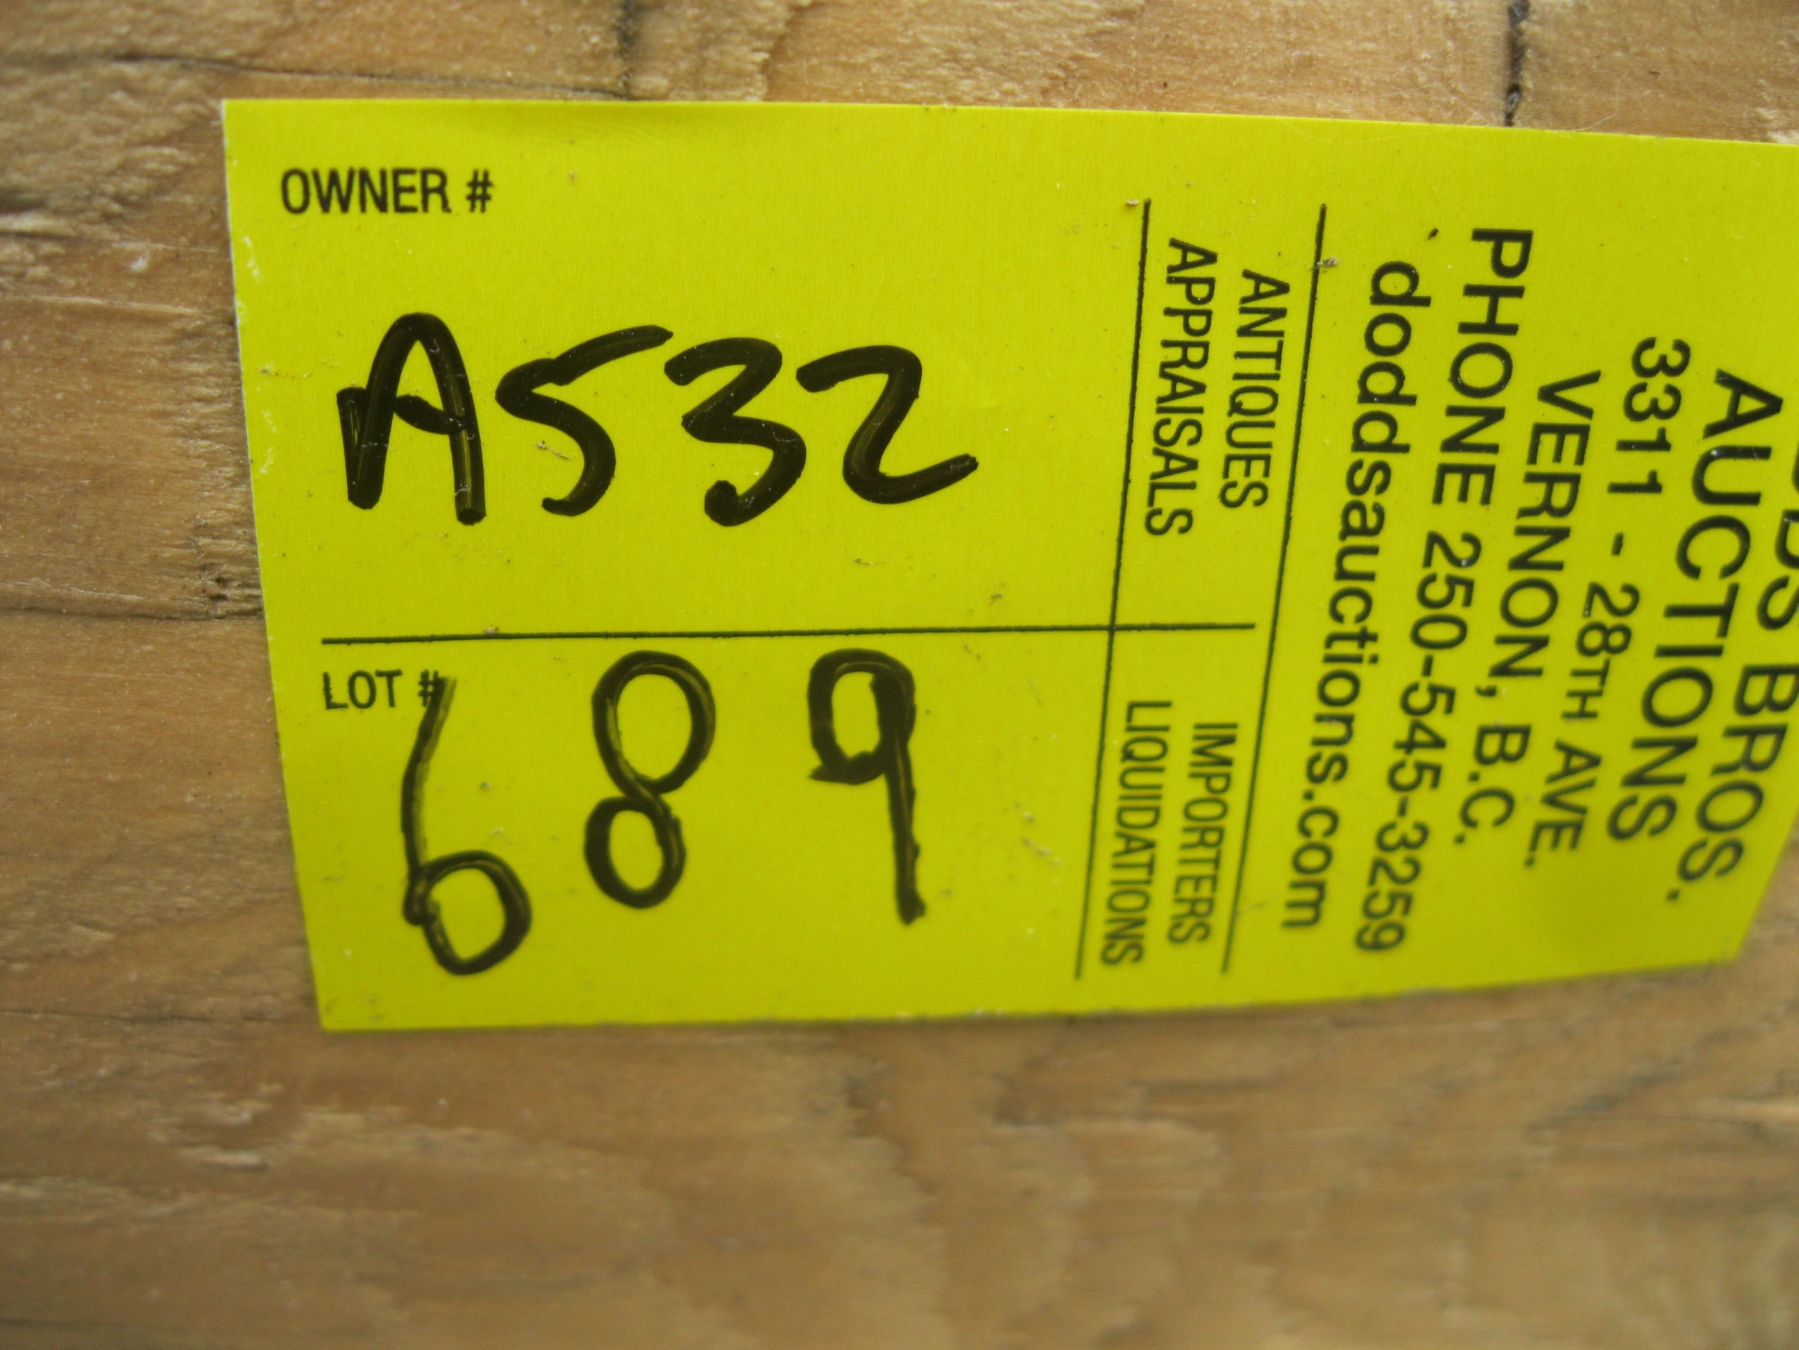 OWNER #
A532
LOT #
689
ANTIQUES
APPRAISALS
IMPORTERS
LIQUIDATIONS
BROS.
AUCTIONS
3311 - 28TH AVE.
VERNON, B.C.
PHONE 250-545-3259
doddsauctions.com